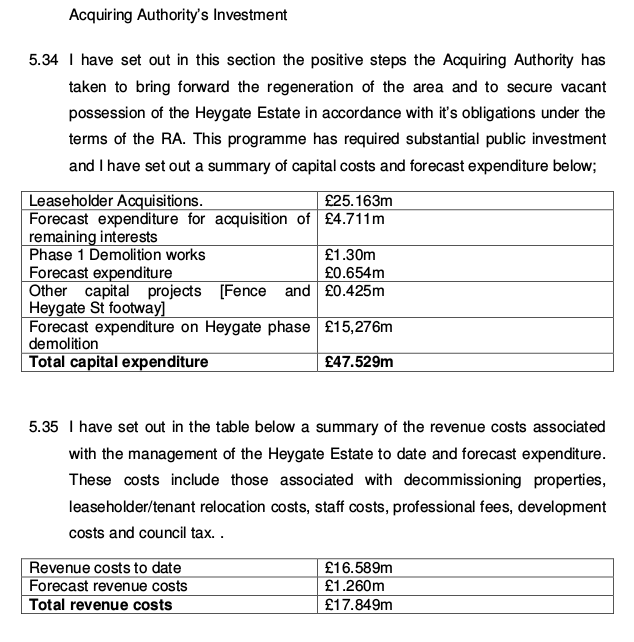 Acquiring Authority's Investment
5.34 I have set out in this section the positive steps the Acquiring Authority has
taken to bring forward the regeneration of the area and to secure vacant
possession of the Heygate Estate in accordance with it's obligations under the
terms of the RA. This programme has required substantial public investment
and I have set out a summary of capital costs and forecast expenditure below;
Leaseholder Acquisitions. £25.163m
Forecast expenditure for acquisition of £4.711m
remaining interests
Phase 1 Demolition works £1.30m
Forecast expenditure £0.654m
Other capital projects [Fence and £0.425m
Heygate St footway]
Forecast expenditure on Heygate phase £15,276m
demolition
Total capital expenditure £47.529m
5.35 I have set out in the table below a summary of the revenue costs associated
with the management of the Heygate Estate to date and forecast expenditure.
These costs include those associated with decommissioning properties,
leaseholder/tenant relocation costs, staff costs, professional fees, development
costs and council tax. .
Revenue costs to date £16.589m
Forecast revenue costs £1.260m
Total revenue costs £17.849m